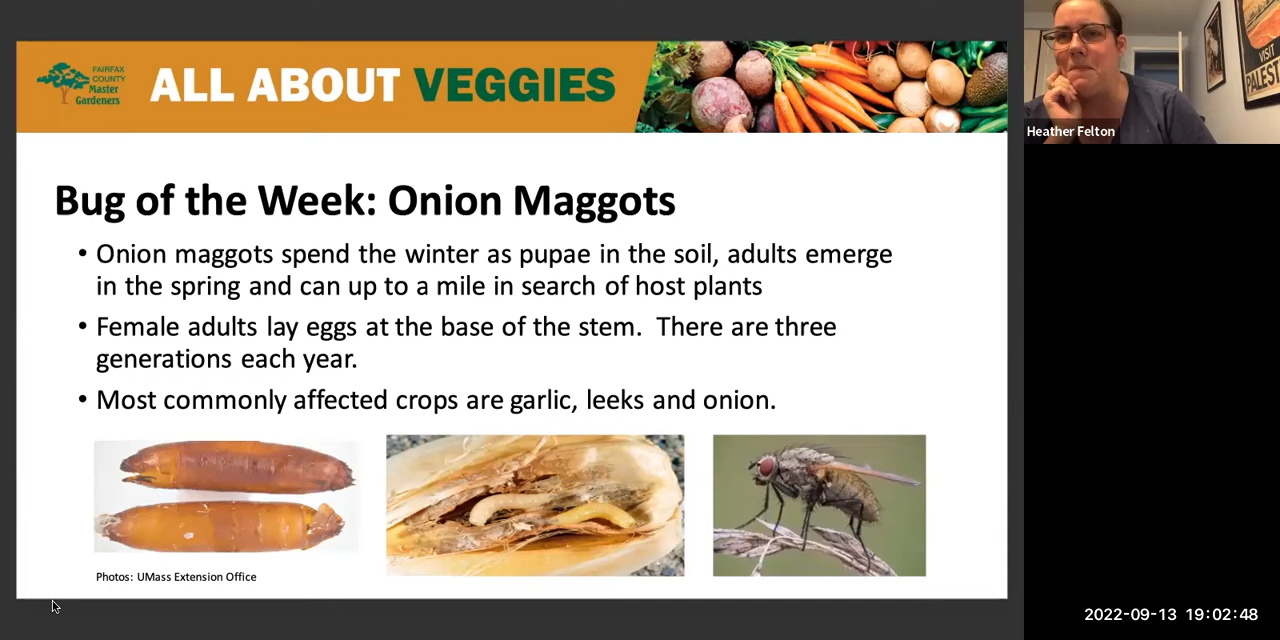 FAIRFAX
COUNTY
Master
Gardeners
ALL ABOUT VEGGIES
Bug of the Week: Onion Maggots
• Onion maggots spend the winter as pupae in the soil, adults emerge
in the spring and can up to a mile in search of host plants
• Female adults lay eggs at the base of the stem. There are three
generations each year.
• Most commonly affected crops are garlic, leeks and onion.
Photos: UMass Extension Office
VISIT
PALEST
Heather Felton
2022-09-13 19:02:48